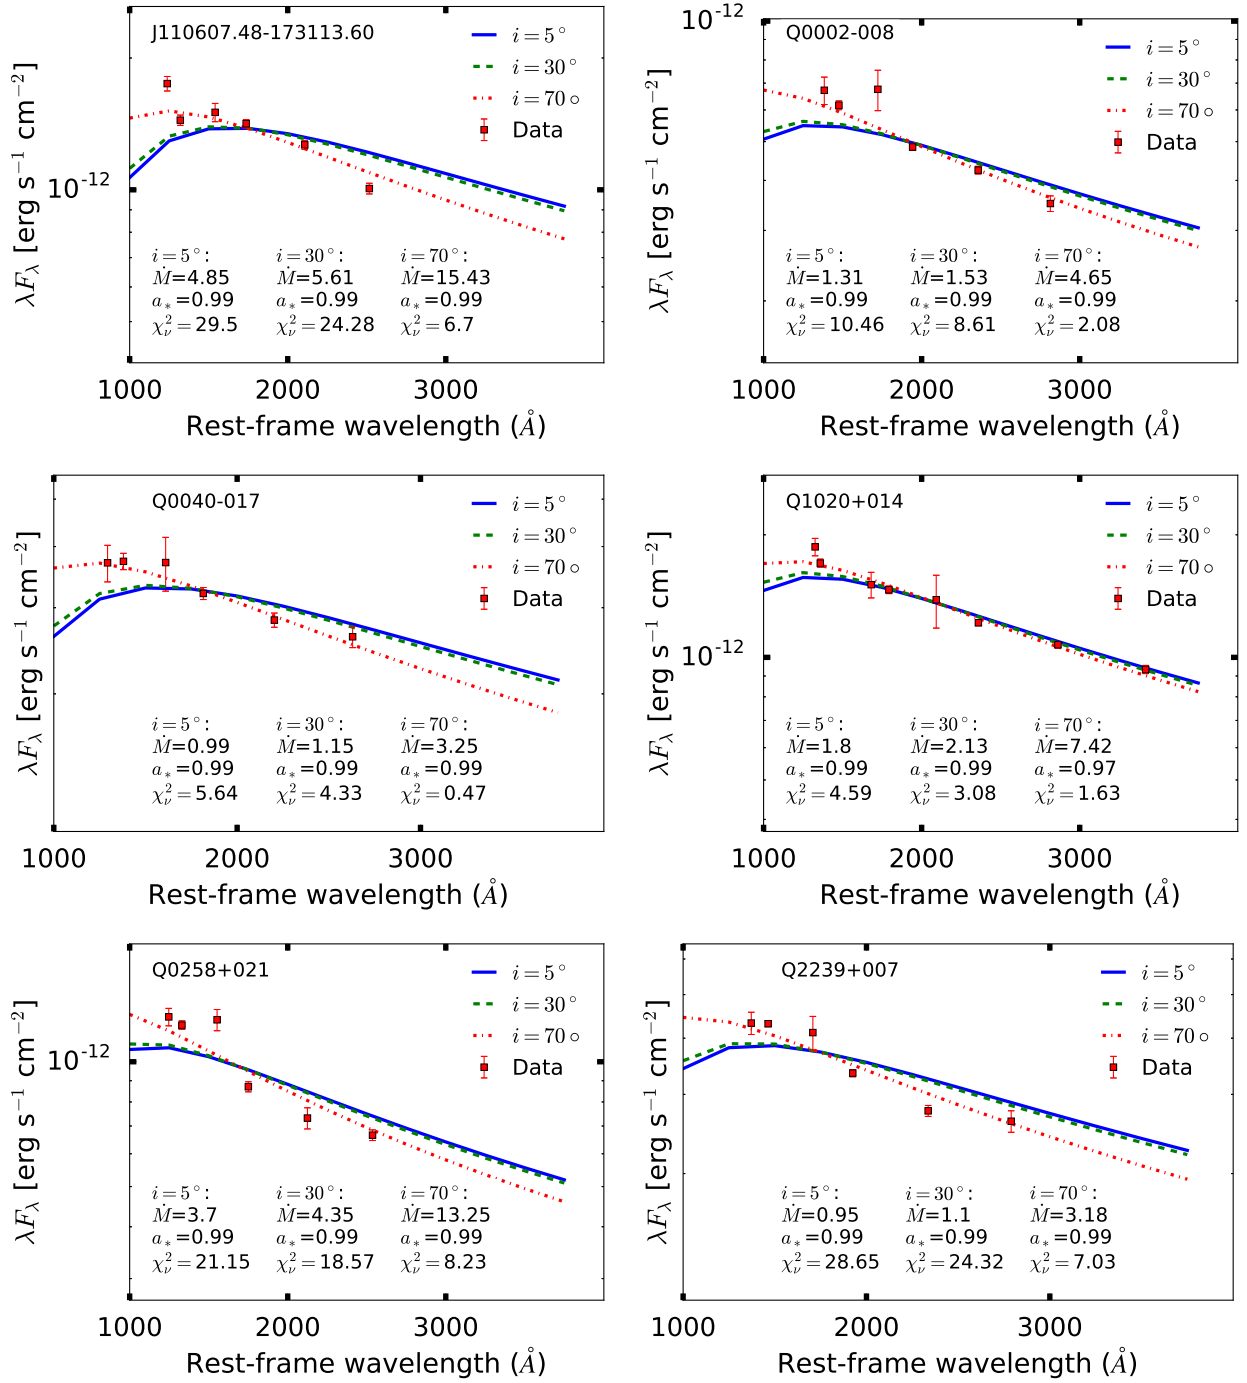 J110607.48-173113.60
i = 5°
i = 30°
i = 70 ○
Data
10⁻¹²
λF_λ [erg s⁻¹ cm⁻²]
i = 5°: i = 30°: i = 70°:
Ṁ=4.85 Ṁ=5.61 Ṁ=15.43
a_*=0.99 a_*=0.99 a_*=0.99
χ²_ν=29.5 χ²_ν=24.28 χ²_ν=6.7
1000 2000 3000
Rest-frame wavelength (Å)
10⁻¹²
Q0002-008
i = 5°
i = 30°
i = 70 ○
Data
λF_λ [erg s⁻¹ cm⁻²]
i = 5°: i = 30°: i = 70°:
Ṁ=1.31 Ṁ=1.53 Ṁ=4.65
a_*=0.99 a_*=0.99 a_*=0.99
χ²_ν=10.46 χ²_ν=8.61 χ²_ν=2.08
1000 2000 3000
Rest-frame wavelength (Å)
Q0040-017
i = 5°
i = 30°
i = 70 ○
Data
λF_λ [erg s⁻¹ cm⁻²]
i = 5°: i = 30°: i = 70°:
Ṁ=0.99 Ṁ=1.15 Ṁ=3.25
a_*=0.99 a_*=0.99 a_*=0.99
χ²_ν=5.64 χ²_ν=4.33 χ²_ν=0.47
1000 2000 3000
Rest-frame wavelength (Å)
Q1020+014
i = 5°
i = 30°
i = 70 ○
Data
10⁻¹²
λF_λ [erg s⁻¹ cm⁻²]
i = 5°: i = 30°: i = 70°:
Ṁ=1.8 Ṁ=2.13 Ṁ=7.42
a_*=0.99 a_*=0.99 a_*=0.97
χ²_ν=4.59 χ²_ν=3.08 χ²_ν=1.63
1000 2000 3000
Rest-frame wavelength (Å)
Q0258+021
i = 5°
i = 30°
i = 70 ○
Data
10⁻¹²
λF_λ [erg s⁻¹ cm⁻²]
i = 5°: i = 30°: i = 70°:
Ṁ=3.7 Ṁ=4.35 Ṁ=13.25
a_*=0.99 a_*=0.99 a_*=0.99
χ²_ν=21.15 χ²_ν=18.57 χ²_ν=8.23
1000 2000 3000
Rest-frame wavelength (Å)
Q2239+007
i = 5°
i = 30°
i = 70 ○
Data
λF_λ [erg s⁻¹ cm⁻²]
i = 5°: i = 30°: i = 70°:
Ṁ=0.95 Ṁ=1.1 Ṁ=3.18
a_*=0.99 a_*=0.99 a_*=0.99
χ²_ν=28.65 χ²_ν=24.32 χ²_ν=7.03
1000 2000 3000
Rest-frame wavelength (Å)